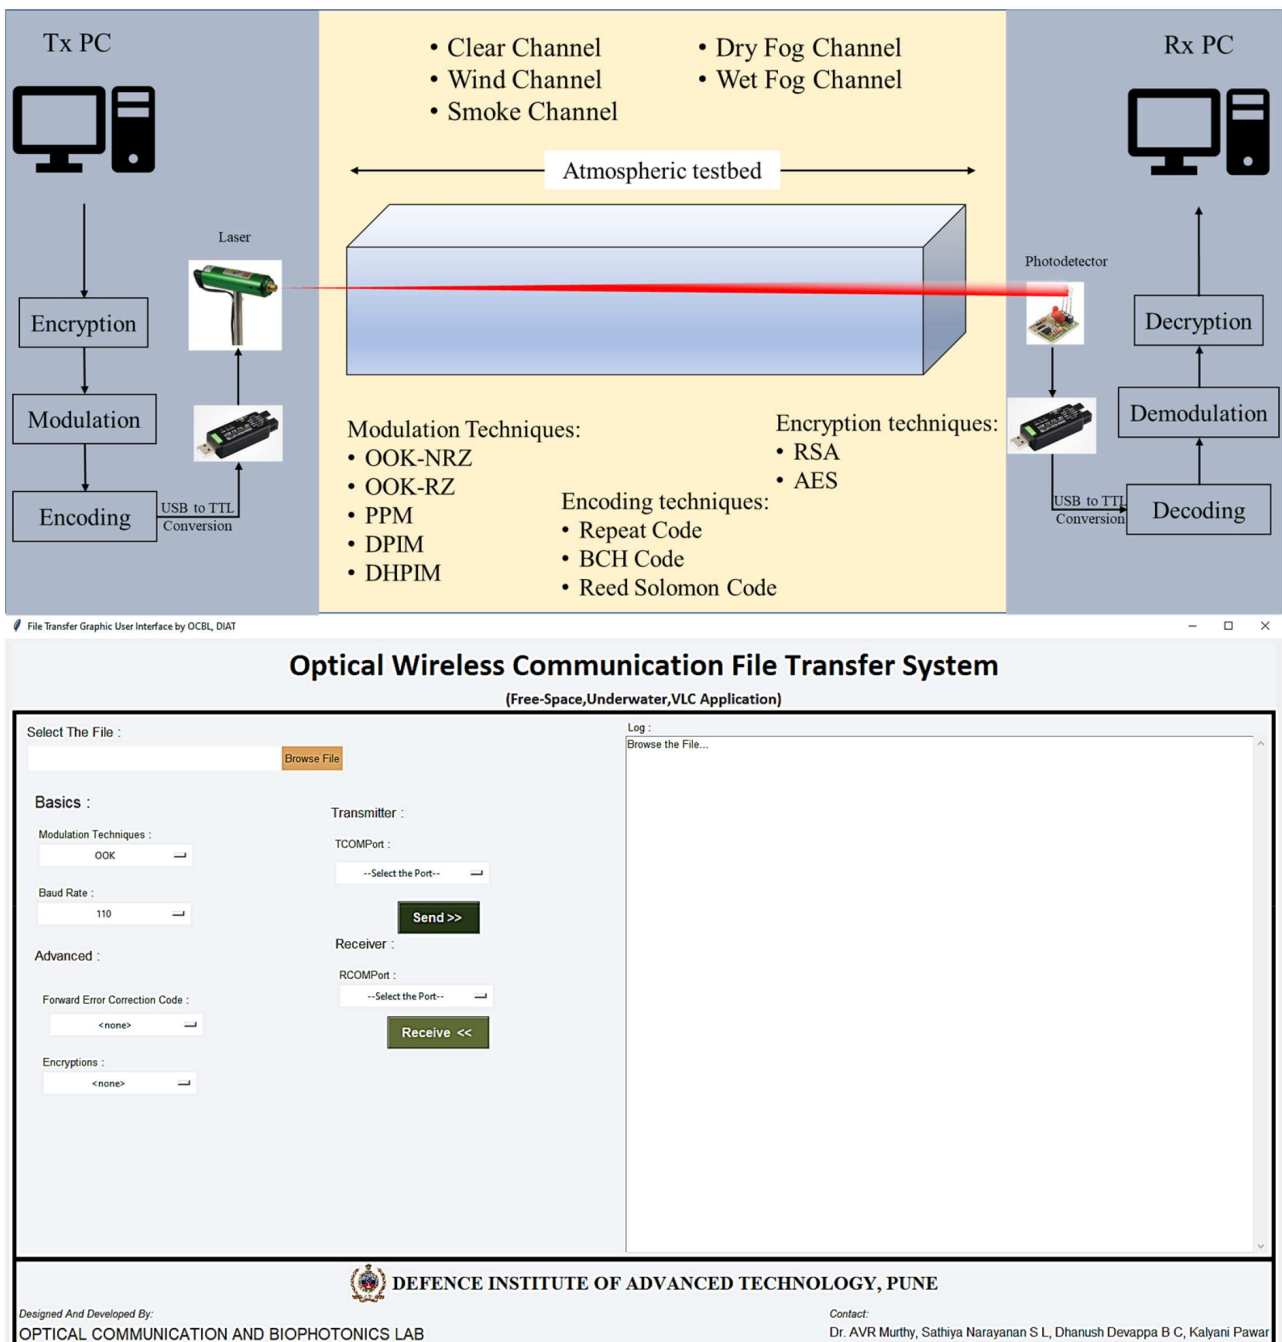 Tx PC
• Clear Channel
• Wind Channel
• Smoke Channel
• Dry Fog Channel
• Wet Fog Channel
Rx PC
Atmospheric testbed
Laser
Photodetector
Encryption
Modulation
Encoding
USB to TTL
Conversion
Modulation Techniques:
• OOK-NRZ
• OOK-RZ
• PPM
• DPIM
• DHPIM
Encoding techniques:
• Repeat Code
• BCH Code
• Reed Solomon Code
Encryption techniques:
• RSA
• AES
USB to TTL
Conversion
Decryption
Demodulation
Decoding
File Transfer Graphic User Interface by OCBL, DIAT
Optical Wireless Communication File Transfer System
(Free-Space,Underwater,VLC Application)
Select The File :
Browse File
Basics :
Modulation Techniques :
OOK
Baud Rate :
110
Advanced :
Forward Error Correction Code :
<none>
Encryptions :
<none>
Transmitter :
TCOMPort :
--Select the Port--
Send >>
Receiver :
RCOMPort :
--Select the Port--
Receive <<
Log :
Browse the File...
DEFENCE INSTITUTE OF ADVANCED TECHNOLOGY, PUNE
Designed And Developed By:
OPTICAL COMMUNICATION AND BIOPHOTONICS LAB
Contact:
Dr. AVR Murthy, Sathiya Narayanan S L, Dhanush Devappa B C, Kalyani Pawar